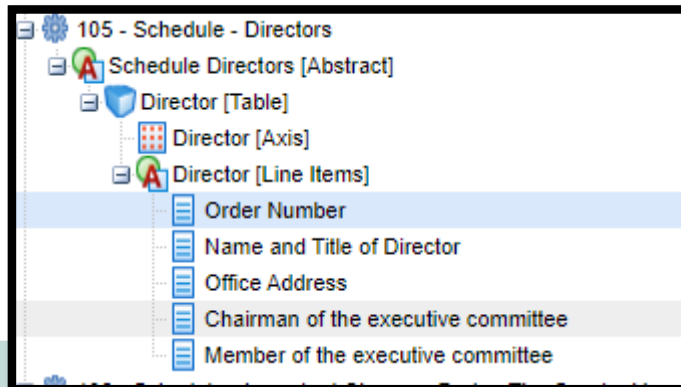 105 - Schedule - Directors
Schedule Directors [Abstract]
Director [Table]
Director [Axis]
Director [Line Items]
Order Number
Name and Title of Director
Office Address
Chairman of the executive committee
Member of the executive committee